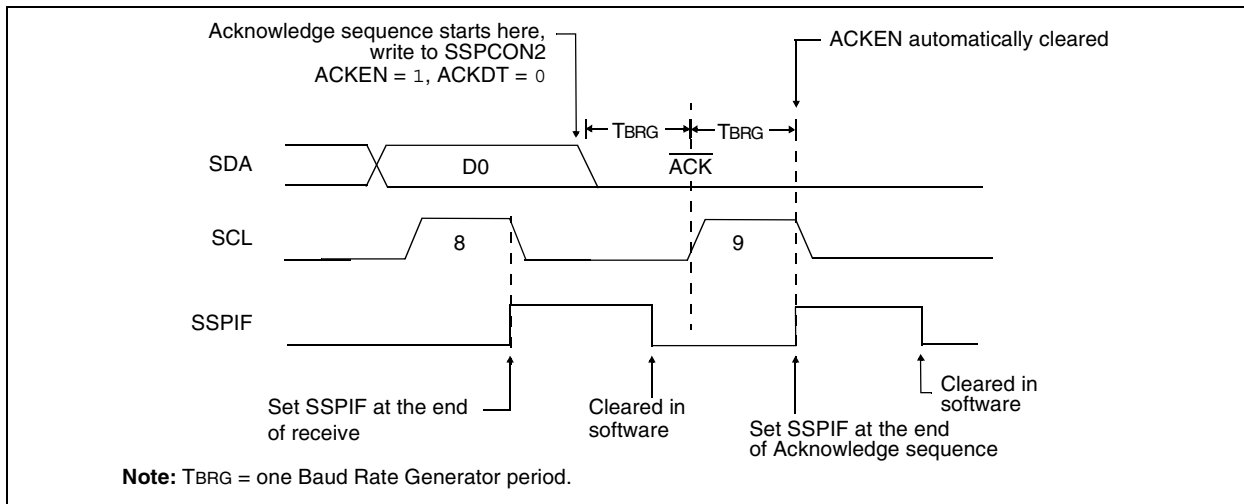 Acknowledge sequence starts here,
write to SSPCON2
ACKEN = 1, ACKDT = 0
ACKEN automatically cleared
TBRG
TBRG
SDA
D0
ACK
SCL
8
9
SSPIF
Set SSPIF at the end
of receive
Cleared in
software
Set SSPIF at the end
of Acknowledge sequence
Cleared in
software
Note: TBRG = one Baud Rate Generator period.